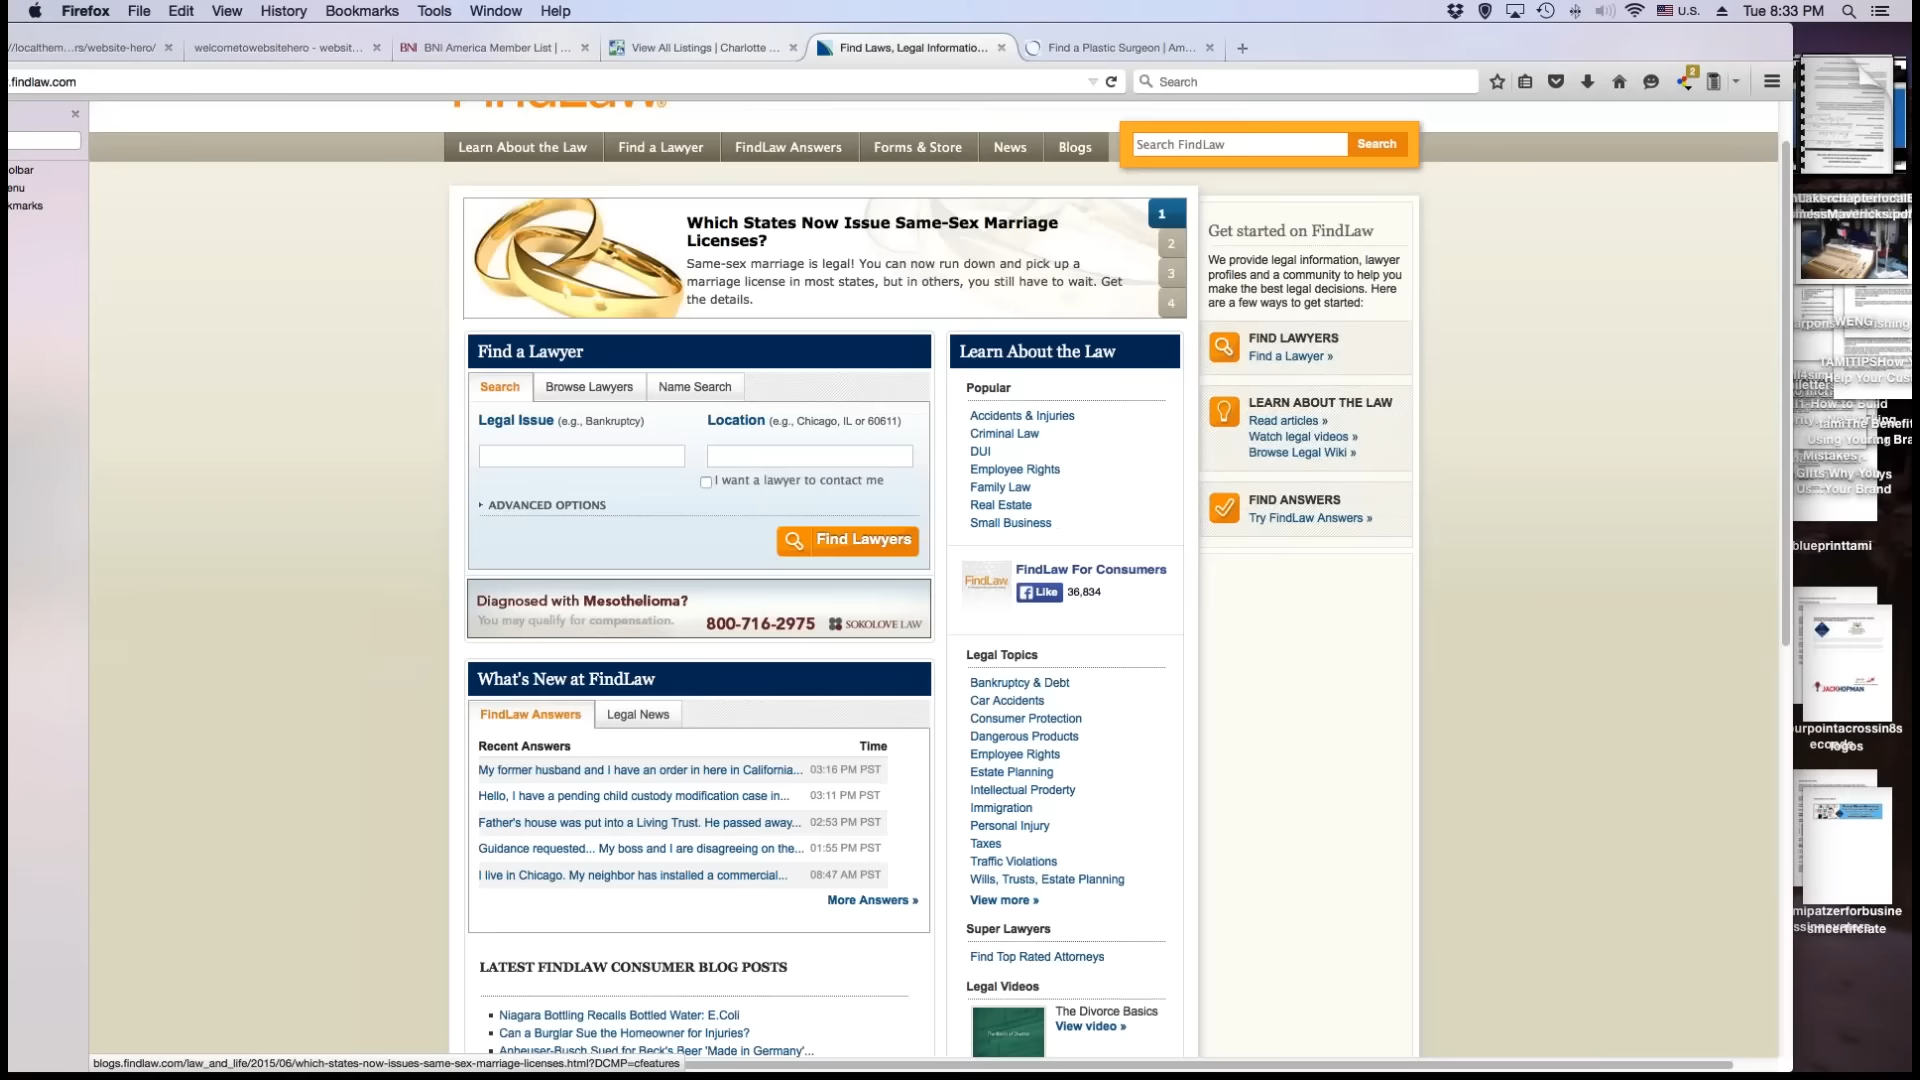 Firefox File Edit View History Bookmarks Tools Window Help
U.S. Tue 8:33 PM
//localthem...rs/website-hero/
welcometowebsitehero - websit...
BNI BNI America Member List | ...
View All Listings | Charlotte ...
Find Laws, Legal Informatio...
Find a Plastic Surgeon | Am...
.findlaw.com
Search
2
FindLaw®
olbar
enu
kmarks
Learn About the Law
Find a Lawyer
FindLaw Answers
Forms & Store
News
Blogs
Search FindLaw
Search
Which States Now Issue Same-Sex Marriage
Licenses?
Same-sex marriage is legal! You can now run down and pick up a
marriage license in most states, but in others, you still have to wait. Get
the details.
1
2
3
4
Find a Lawyer
Search
Browse Lawyers
Name Search
Legal Issue (e.g., Bankruptcy)
Location (e.g., Chicago, IL or 60611)
I want a lawyer to contact me
ADVANCED OPTIONS
Find Lawyers
Diagnosed with Mesothelioma?
You may qualify for compensation.
800-716-2975 SOKOLOVE LAW
What's New at FindLaw
FindLaw Answers
Legal News
Recent Answers Time
My former husband and I have an order in here in California... 03:16 PM PST
Hello, I have a pending child custody modification case in... 03:11 PM PST
Father's house was put into a Living Trust. He passed away... 02:53 PM PST
Guidance requested... My boss and I are disagreeing on the... 01:55 PM PST
I live in Chicago. My neighbor has installed a commercial... 08:47 AM PST
More Answers »
LATEST FINDLAW CONSUMER BLOG POSTS
Niagara Bottling Recalls Bottled Water: E.Coli
Can a Burglar Sue the Homeowner for Injuries?
Anheuser-Busch Sued for Beck's Beer 'Made in Germany'...
Learn About the Law
Popular
Accidents & Injuries
Criminal Law
DUI
Employee Rights
Family Law
Real Estate
Small Business
FindLaw
FindLaw For Consumers
Like 36,834
Legal Topics
Bankruptcy & Debt
Car Accidents
Consumer Protection
Dangerous Products
Employee Rights
Estate Planning
Intellectual Property
Immigration
Personal Injury
Taxes
Traffic Violations
Wills, Trusts, Estate Planning
View more »
Super Lawyers
Find Top Rated Attorneys
Legal Videos
The Divorce Basics
View video »
Get started on FindLaw
We provide legal information, lawyer
profiles and a community to help you
make the best legal decisions. Here
are a few ways to get started:
FIND LAWYERS
Find a Lawyer »
LEARN ABOUT THE LAW
Read articles »
Watch legal videos »
Browse Legal Wiki »
FIND ANSWERS
Try FindLaw Answers »
blogs.findlaw.com/law_and_life/2015/06/which-states-now-issues-same-sex-marriage-licenses.html?DCMP=cfeatures
Your Brand
blueprinttami
JACKHOPMAN
urpointacrossin8s
logos
mipatzerforbusine